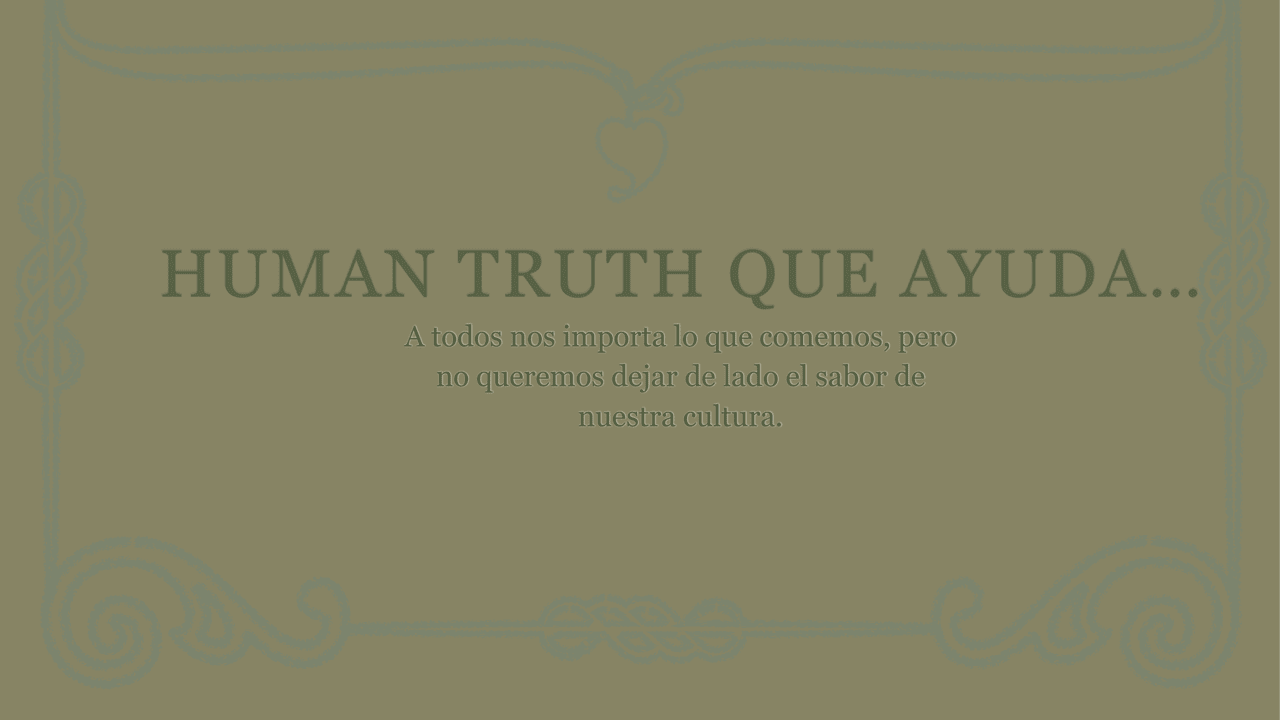 HUMAN TRUTH QUE AYUDA...
A todos nos importa lo que comemos, pero
no queremos dejar de lado el sabor de
nuestra cultura.